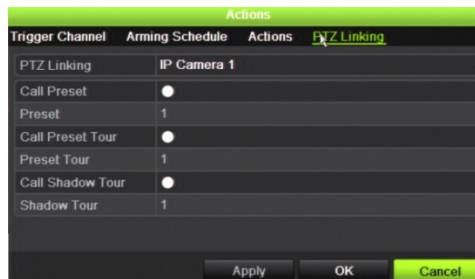 Actions
Trigger Channel Arming Schedule Actions PTZ Linking
PTZ Linking IP Camera 1
Call Preset
Preset 1
Call Preset Tour
Preset Tour 1
Call Shadow Tour
Shadow Tour 1
Apply OK Cancel